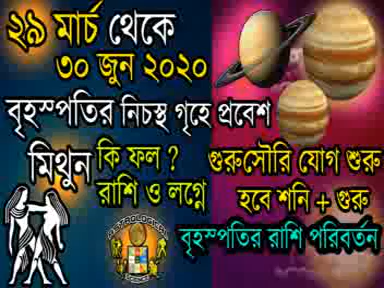 ২৯ মার্চ থেকে
৩০ জুন ২০২০
বৃহস্পতির নিচস্থ গৃহে প্রবেশ
মিথুন
কি ফল ?
রাশি ও লগ্নে
গুরুসৌরি যোগ শুরু
হবে শনি + গুরু
বৃহস্পতির রাশি পরিবর্তন